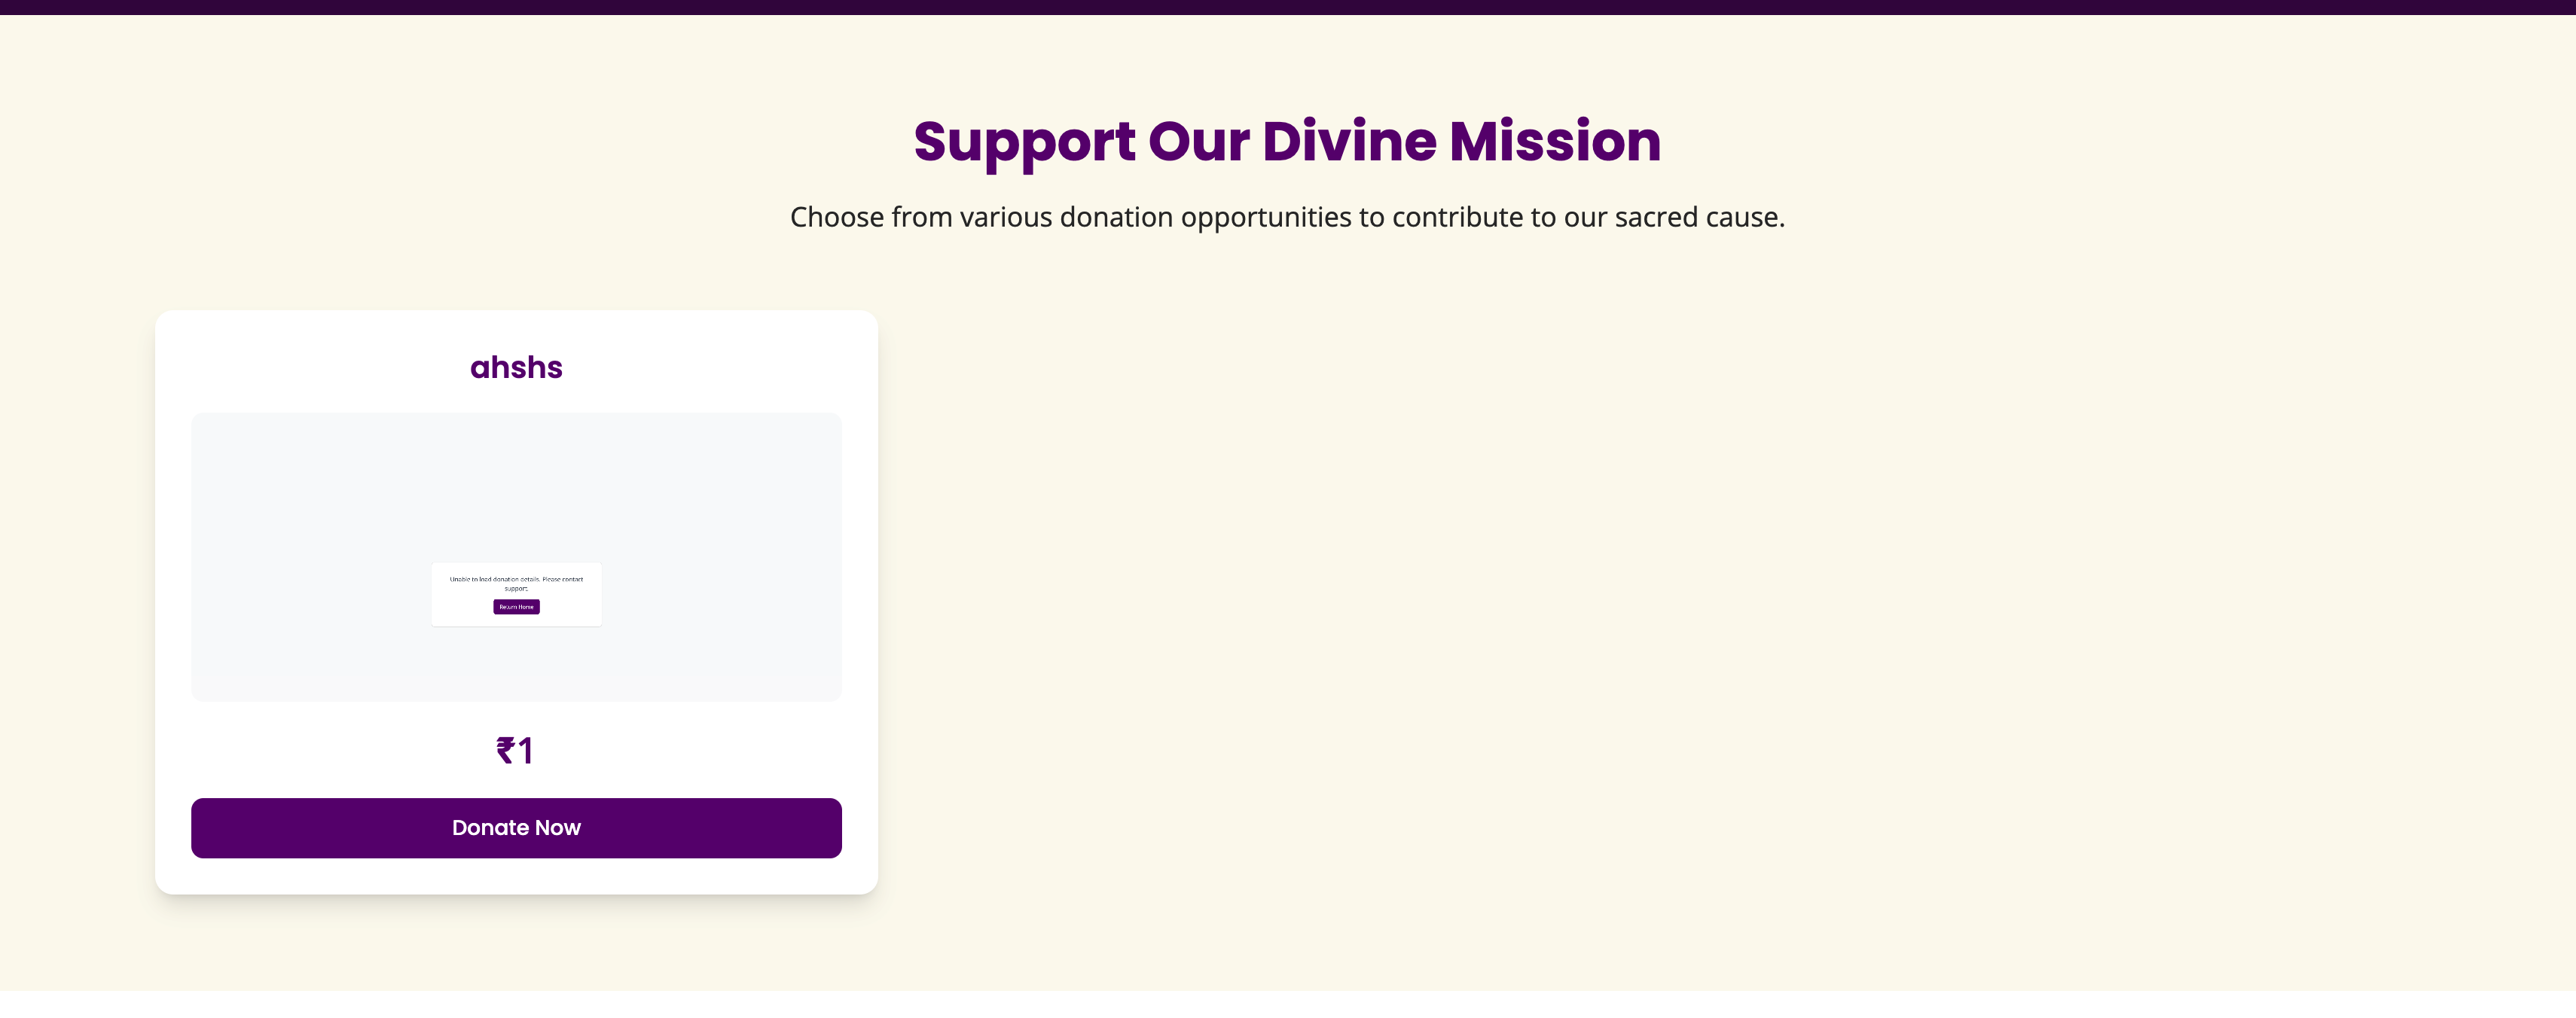 Support Our Divine Mission
Choose from various donation opportunities to contribute to our sacred cause.
ahshs
Unable to load donation details. Please contact
support.
Return Home
₹1
Donate Now